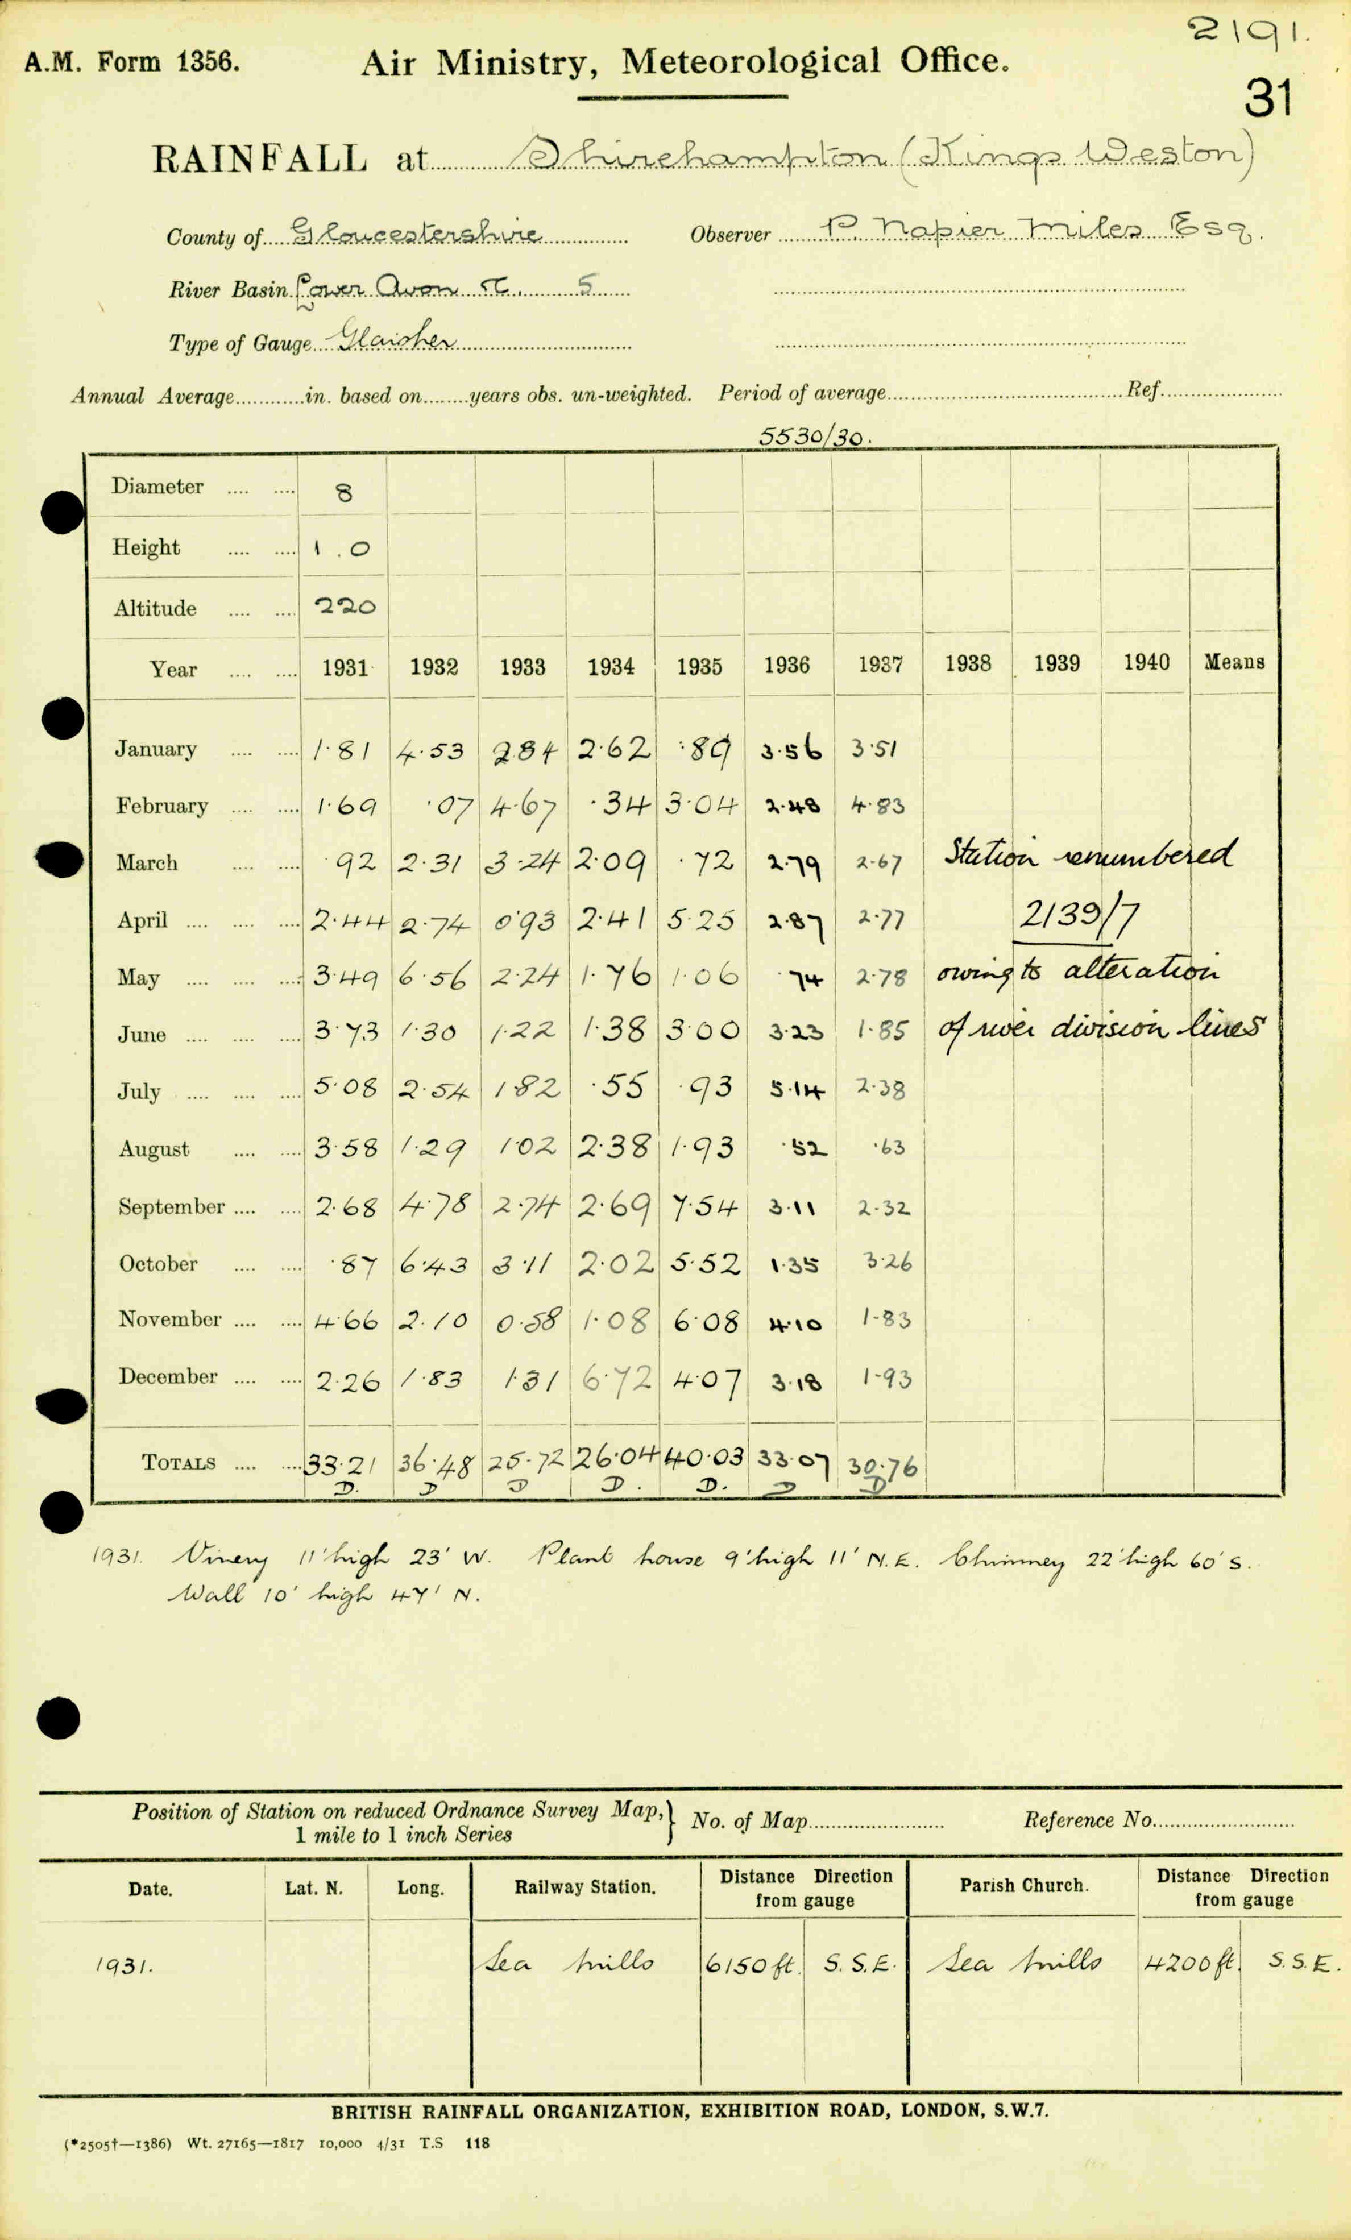 2191.
A.M. Form 1356. Air Ministry, Meteorological Office.
31
RAINFALL at Shirehampton (Kings Weston)
County of Gloucestershire Observer P. Napier Miles Esq.
River Basin Lower Avon 5
Type of Gauge Glaisher
Annual Average in. based on years obs. un-weighted. Period of average Ref.
5530/30.
Diameter 8
Height 1.0
Altitude 220
Year 1931 1932 1933 1934 1935 1936 1937 1938 1939 1940 Means
January 1.81 4.53 2.84 2.62 .89 3.56 3.51
February 1.69 .07 4.67 .34 3.04 2.48 4.83
March .92 2.31 3.24 2.09 .72 2.79 2.67 Station renumbered
April 2.44 2.74 0.93 2.41 5.25 2.87 2.77 2139/7
May 3.49 6.56 2.24 1.76 1.06 .74 2.78 owing to alteration
June 3.73 1.30 1.22 1.38 3.00 3.23 1.85 of river division lines
July 5.08 2.54 1.82 .55 .93 5.14 2.38
August 3.58 1.29 1.02 2.38 1.93 .52 .63
September 2.68 4.78 2.74 2.69 7.54 3.11 2.32
October .87 6.43 3.11 2.02 5.52 1.35 3.26
November 4.66 2.10 0.58 1.08 6.08 4.10 1.83
December 2.26 1.83 1.31 6.72 4.07 3.18 1.93
TOTALS 33.21 36.48 25.72 26.04 40.03 33.07 30.76
D. D D D. D. D D
1931. Vinery 11' high 23' W. Plant house 9' high 11' N.E. Chimney 22' high 60' S.
Wall 10' high 47' N.
Position of Station on reduced Ordnance Survey Map, } No. of Map Reference No.
1 mile to 1 inch Series
Date. Lat. N. Long. Railway Station. Distance Direction from gauge Parish Church. Distance Direction from gauge
1931. Sea Mills 6150 ft. S.S.E. Sea Mills 4200 ft. S.S.E.
BRITISH RAINFALL ORGANIZATION, EXHIBITION ROAD, LONDON, S.W.7.
(*2505†—1386) Wt. 27165—1817 10,000 4/31 T.S 118